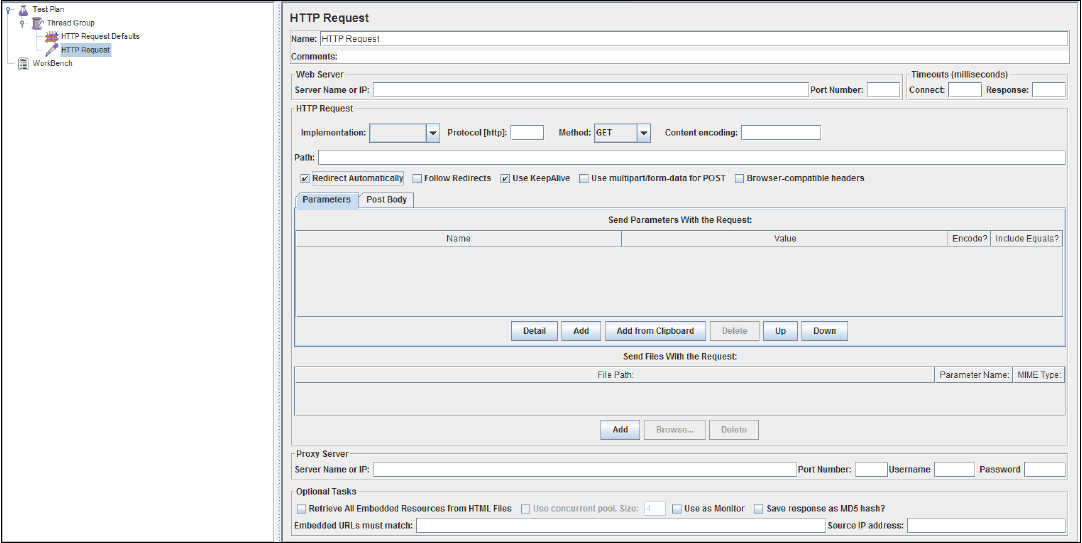 Test Plan
Thread Group
HTTP Request Defaults
HTTP Request
WorkBench
HTTP Request
Name: HTTP Request
Comments:
Web Server
Server Name or IP: Port Number:
Timeouts (milliseconds)
Connect: Response:
HTTP Request
Implementation: Protocol [http]: Method: GET Content encoding:
Path:
Redirect Automatically Follow Redirects Use KeepAlive Use multipart/form-data for POST Browser-compatible headers
Parameters Post Body
Send Parameters With the Request:
Name: Value Encode? Include Equals?
Detail Add Add from Clipboard Delete Up Down
Send Files With the Request:
File Path: Parameter Name: MIME Type:
Add Browse... Delete
Proxy Server
Server Name or IP: Port Number: Username Password
Optional Tasks
Retrieve All Embedded Resources from HTML Files Use concurrent pool. Size: 4 Use as Monitor Save response as MD5 hash?
Embedded URLs must match: Source IP address: